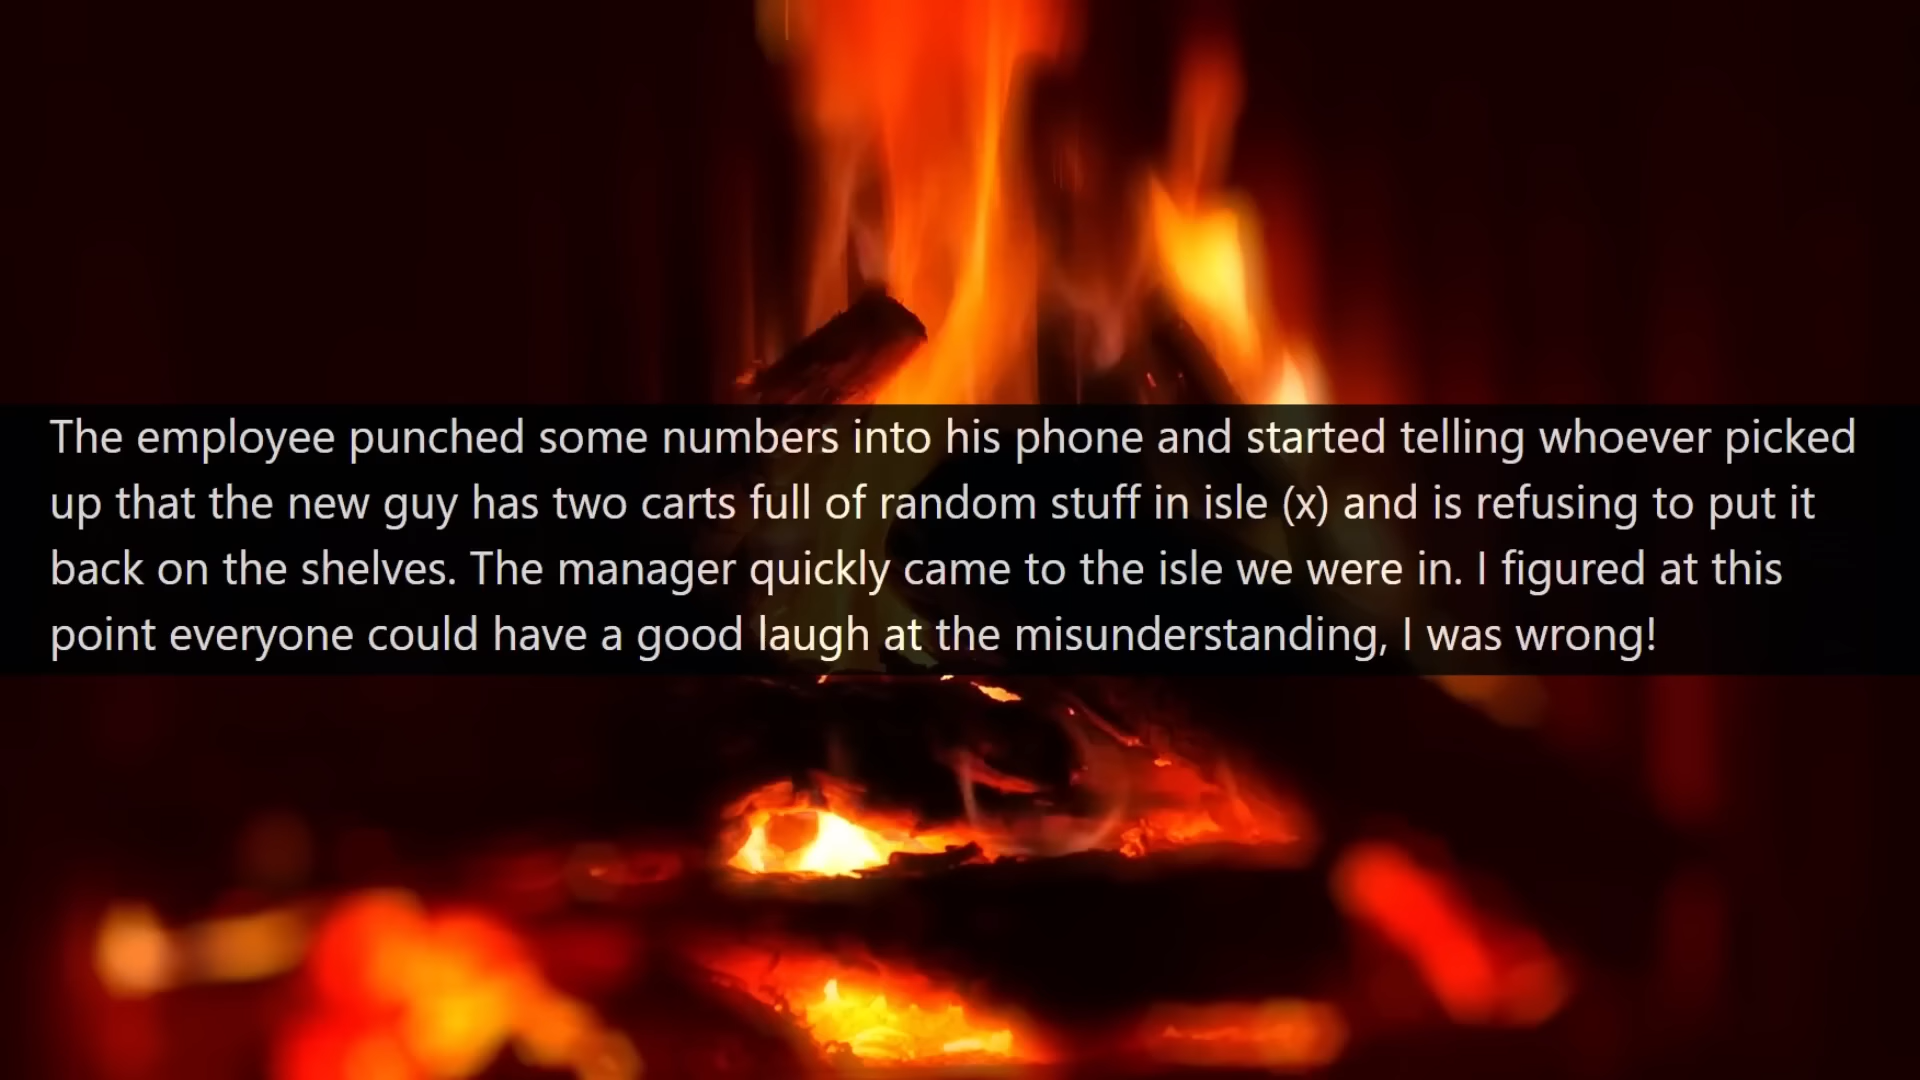 The employee punched some numbers into his phone and started telling whoever picked
up that the new guy has two carts full of random stuff in isle (x) and is refusing to put it
back on the shelves. The manager quickly came to the isle we were in. I figured at this
point everyone could have a good laugh at the misunderstanding, I was wrong!